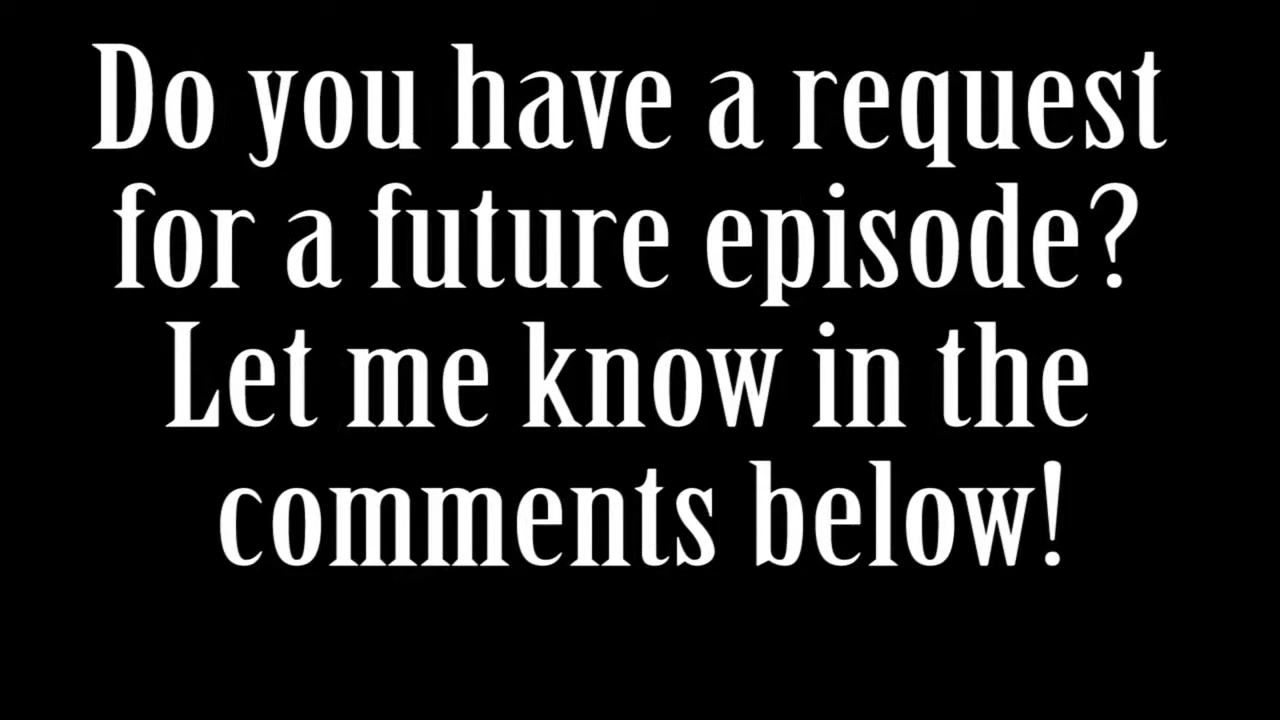 Do you have a request
for a future episode?
Let me know in the
comments below!